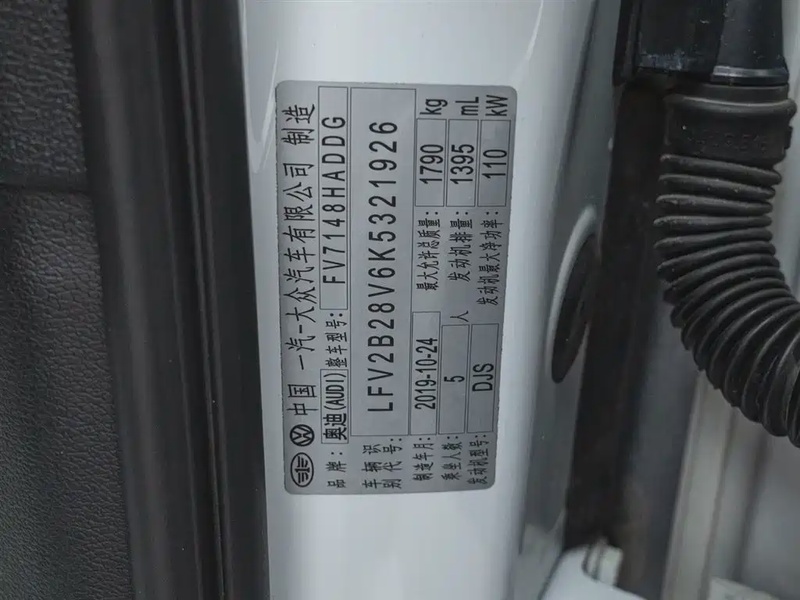 中国 一汽-大众汽车有限公司 制造
品牌: 奥迪(AUDI) 整车型号: FV7148HADDG
车辆识别代号: LFV2B28V6K5321926
制造年月: 2019-10-24 最大允许总质量: 1790 kg
乘坐人数: 5 人 发动机排量: 1395 mL
发动机型号: DJS 发动机最大净功率: 110 kW